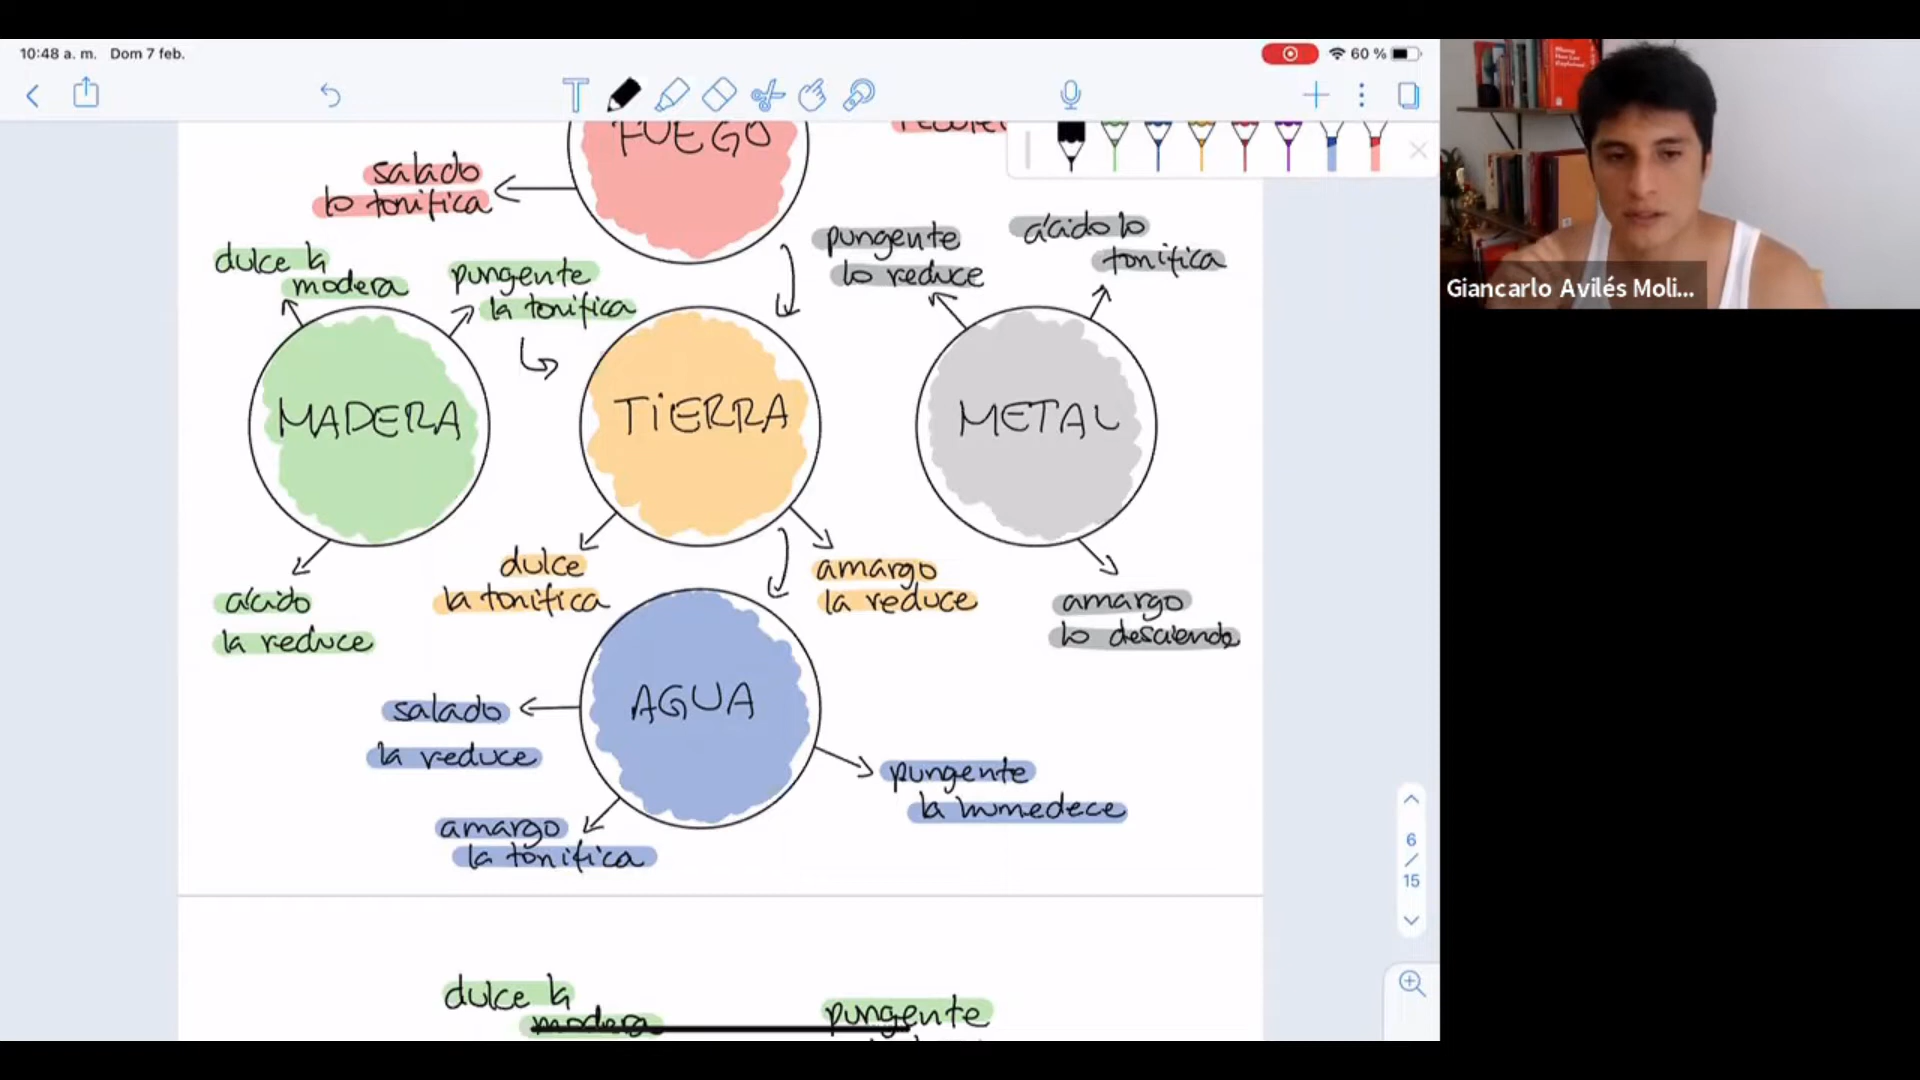 10:48 a. m. Dom 7 feb.
60 %
FUEGO
salado
lo tonifica
dulce la
modera
pungente
la tonifica
pungente
lo reduce
ácido lo
tonifica
MADERA
TIERRA
METAL
ácido
la reduce
dulce
la tonifica
amargo
la reduce
amargo
lo desciende
AGUA
salado
la reduce
amargo
la tonifica
pungente
la humedece
dulce la
modera
pungente
6
/
15
Giancarlo Avilés Moli...